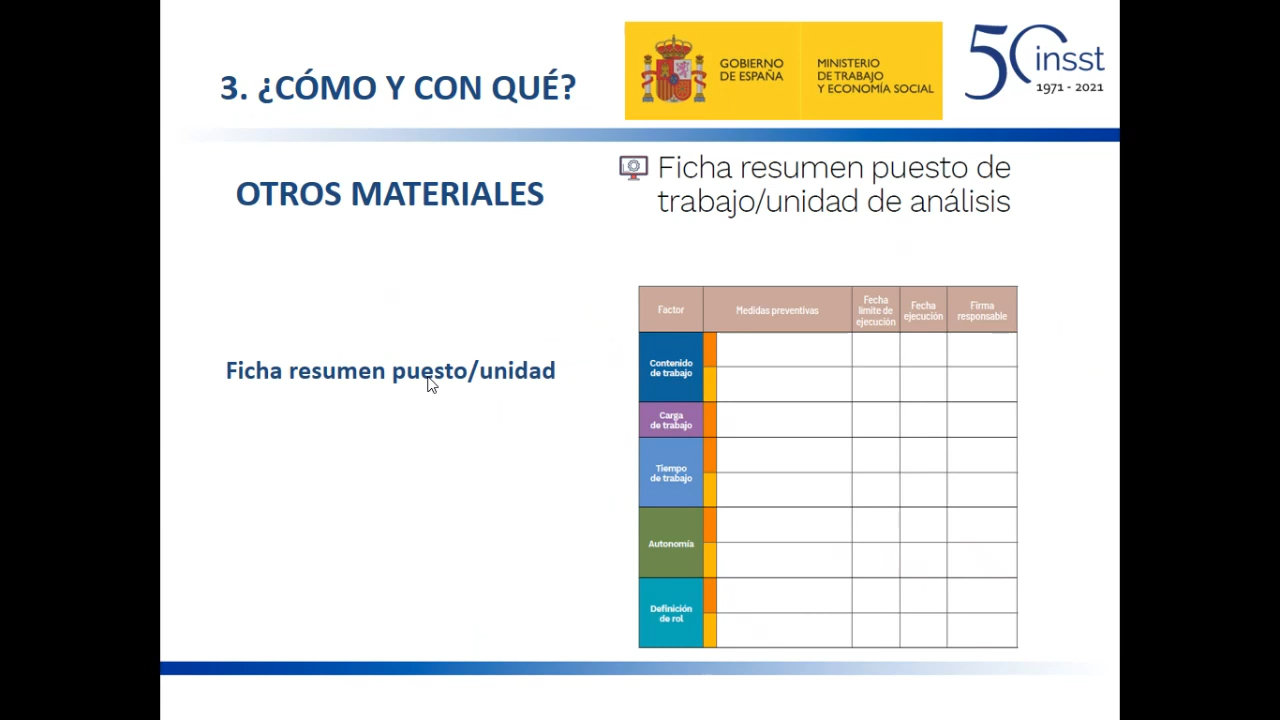 3. ¿CÓMO Y CON QUÉ?
GOBIERNO
DE ESPAÑA
MINISTERIO
DE TRABAJO
Y ECONOMÍA SOCIAL
50 insst
1971 - 2021
OTROS MATERIALES
Ficha resumen puesto de
trabajo/unidad de análisis
Ficha resumen puesto/unidad
Factor
Medidas preventivas
Fecha
límite de
ejecución
Fecha
ejecución
Firma
responsable
Contenido
de trabajo
Carga
de trabajo
Tiempo
de trabajo
Autonomía
Definición
de rol